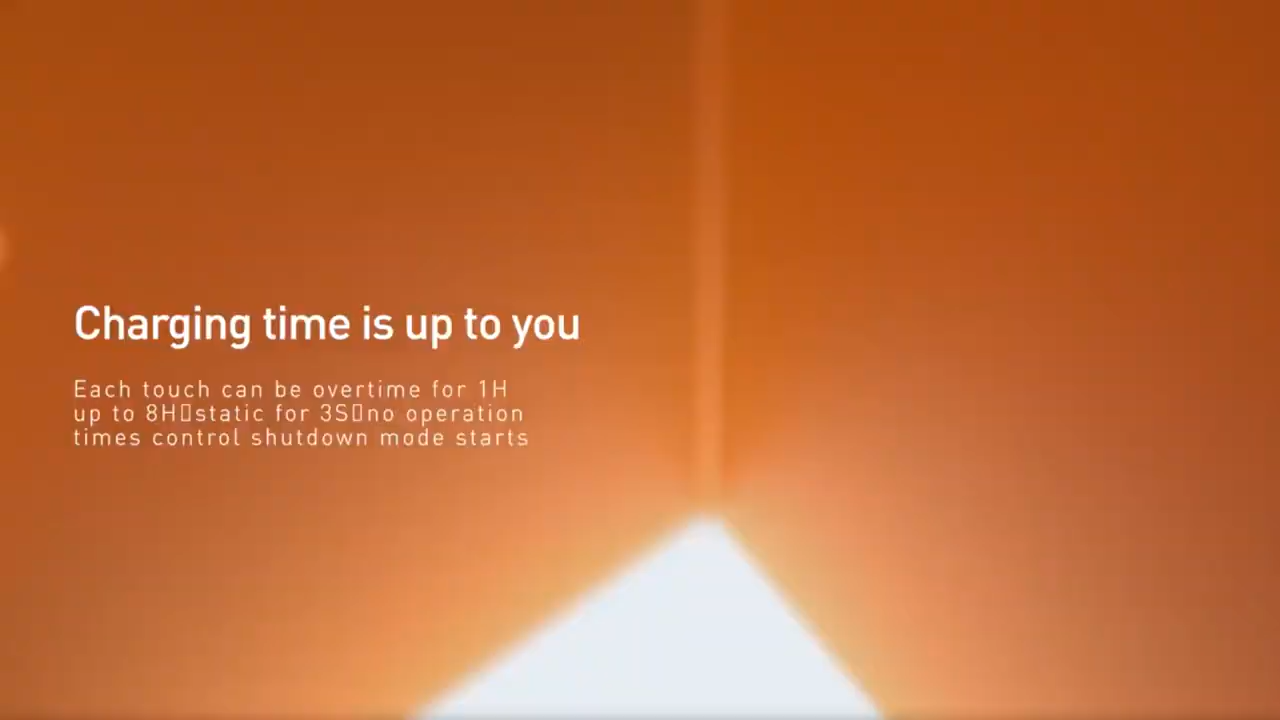 Charging time is up to you
Each touch can be overtime for 1H
up to 8H▯static for 3S▯no operation
times control shutdown mode starts